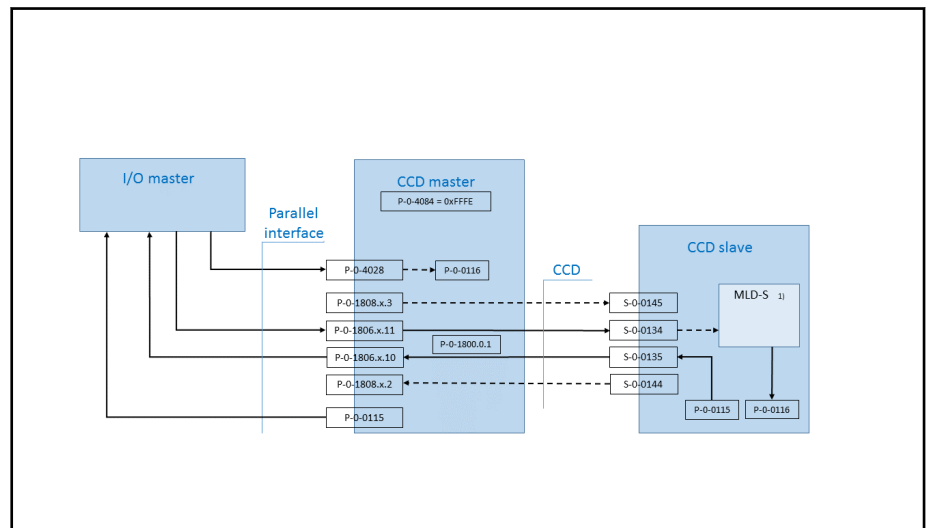 I/O master
CCD master
P-0-4084 = 0xFFFE
Parallel
interface
CCD slave
P-0-4028
P-0-0116
CCD
MLD-S 1)
P-0-1808.x.3
S-0-0145
P-0-1806.x.11
S-0-0134
P-0-1800.0.1
P-0-1806.x.10
S-0-0135
P-0-1808.x.2
S-0-0144
P-0-0115
P-0-0115
P-0-0116